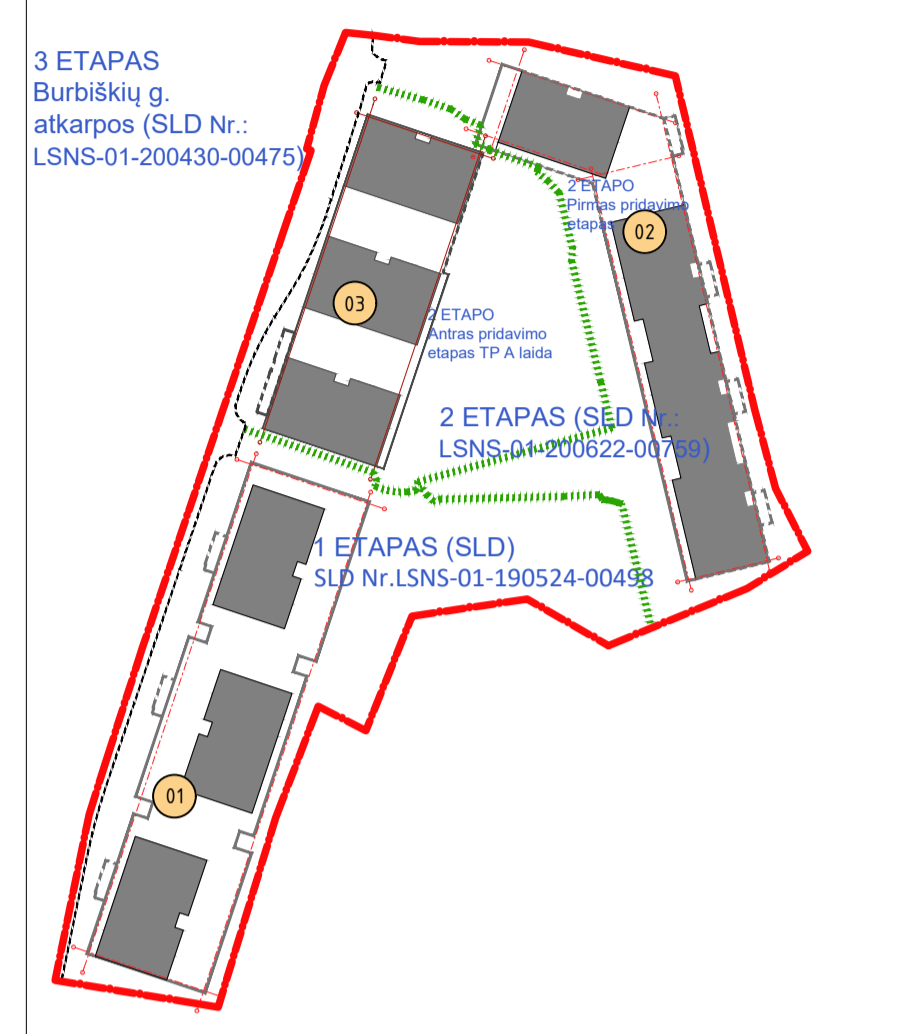 3 ETAPAS
Burbiškių g.
atkarpos (SLD Nr.:
LSNS-01-200430-00475)
2 ETAPO
Pirmas pridavimo
etapas
02
03
2 ETAPO
Antras pridavimo
etapas TP A laida
2 ETAPAS (SLD Nr.:
LSNS-01-200622-00759)
1 ETAPAS (SLD)
SLD Nr.LSNS-01-190524-00498
01